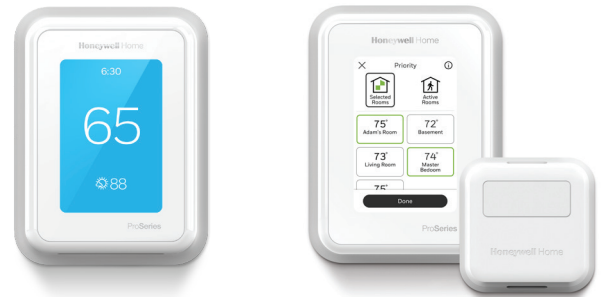 Honeywell Home
6:30
65
88
ProSeries
Honeywell Home
Priority
Selected
Rooms
Active
Rooms
75°
Adam's Room
72°
Basement
73°
Living Room
74°
Master
Bedoom
75°
Done
ProSeries
Honeywell Home